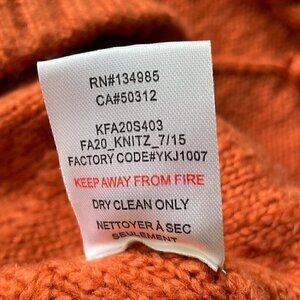 RN#134985
CA#50312
KFA20S403
FA20_KNITZ_7/15
FACTORY CODE#YKJ1007
KEEP AWAY FROM FIRE
DRY CLEAN ONLY
NETTOYER À SEC
SEULEMENT